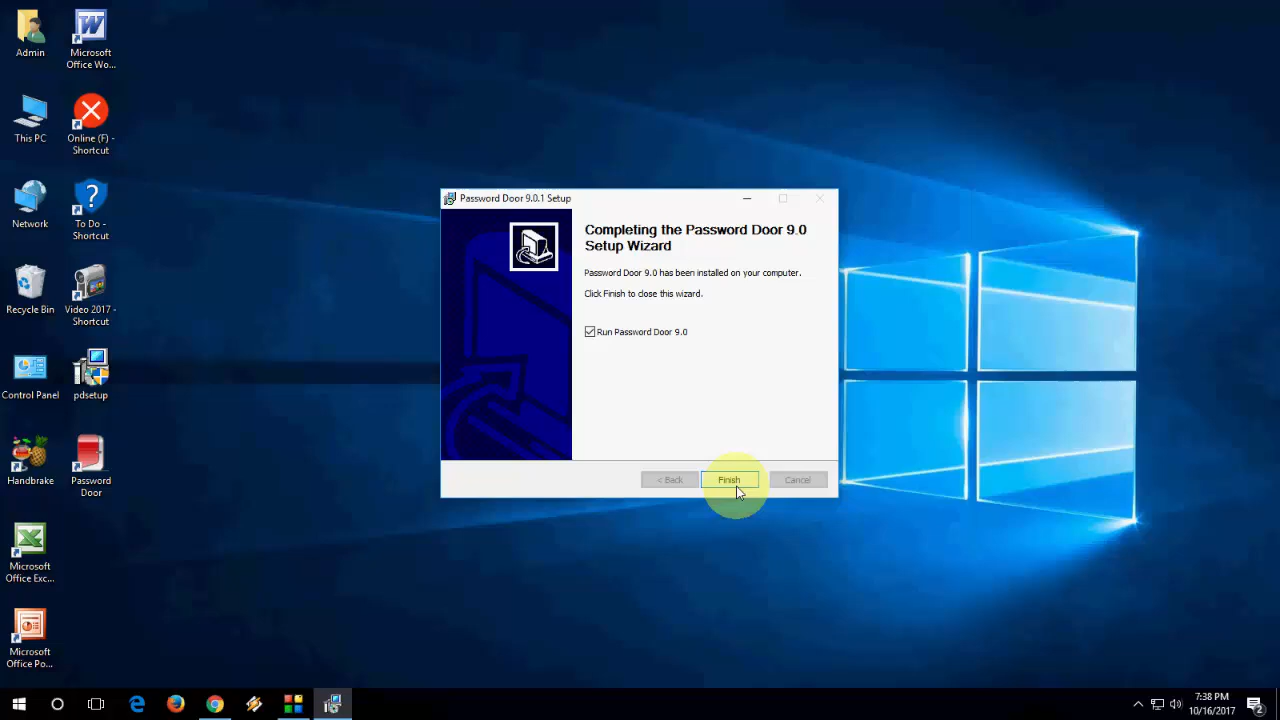 Admin
Microsoft
Office Wo...
This PC
Online (F) -
Shortcut
Network
To Do -
Shortcut
Recycle Bin
Video 2017 -
Shortcut
Control Panel
pdsetup
Handbrake
Password
Door
Microsoft
Office Exc...
Microsoft
Office Po...
Password Door 9.0.1 Setup
Completing the Password Door 9.0
Setup Wizard
Password Door 9.0 has been installed on your computer.
Click Finish to close this wizard.
Run Password Door 9.0
< Back
Finish
Cancel
7:38 PM
10/16/2017
2